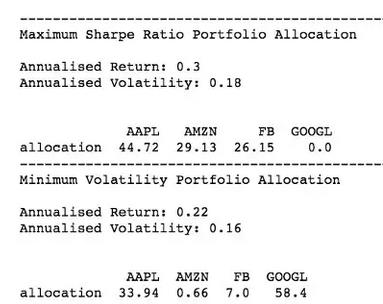 --------------------------------------------------------------------------------
Maximum Sharpe Ratio Portfolio Allocation
Annualised Return: 0.3
Annualised Volatility: 0.18
AAPL AMZN FB GOOGL
allocation 44.72 29.13 26.15 0.0
--------------------------------------------------------------------------------
Minimum Volatility Portfolio Allocation
Annualised Return: 0.22
Annualised Volatility: 0.16
AAPL AMZN FB GOOGL
allocation 33.94 0.66 7.0 58.4